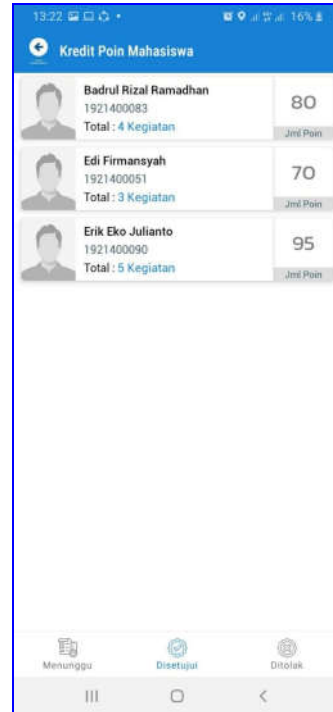 13:22 16%
Kredit Poin Mahasiswa
Badrul Rizal Ramadhan
1921400083
Total : 4 Kegiatan
80
Jml Poin
Edi Firmansyah
1921400051
Total : 3 Kegiatan
70
Jml Poin
Erik Eko Julianto
1921400090
Total : 5 Kegiatan
95
Jml Poin
Menunggu Disetujui Ditolak